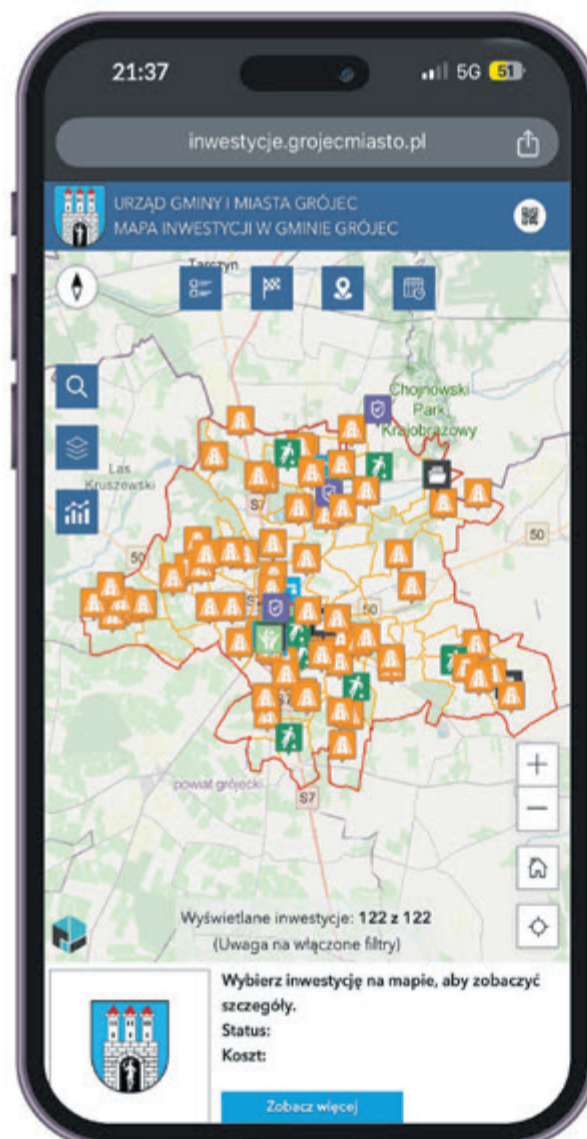 21:37
5G 51
inwestycje.grojecmiasto.pl
URZĄD GMINY I MIASTA GRÓJEC
MAPA INWESTYCJI W GMINIE GRÓJEC
Tarczyn
Chojnowski
Park
Krajobrazowy
Las
Kruszewski
S7
50
50
50
powiat grójecki
S7
Wyświetlane inwestycje: 122 z 122
(Uwaga na włączone filtry)
Wybierz inwestycję na mapie, aby zobaczyć
szczegóły.
Status:
Koszt:
Zobacz więcej